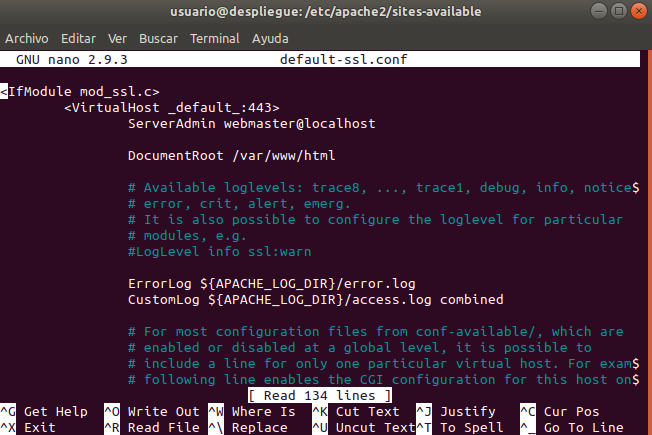 usuario@despliegue: /etc/apache2/sites-available
Archivo Editar Ver Buscar Terminal Ayuda
GNU nano 2.9.3 default-ssl.conf
<IfModule mod_ssl.c>
<VirtualHost _default_:443>
ServerAdmin webmaster@localhost
DocumentRoot /var/www/html
# Available loglevels: trace8, ..., trace1, debug, info, notice$
# error, crit, alert, emerg.
# It is also possible to configure the loglevel for particular
# modules, e.g.
#LogLevel info ssl:warn
ErrorLog ${APACHE_LOG_DIR}/error.log
CustomLog ${APACHE_LOG_DIR}/access.log combined
# For most configuration files from conf-available/, which are
# enabled or disabled at a global level, it is possible to
# include a line for only one particular virtual host. For exam$
# following line enables the CGI configuration for this host on$
[ Read 134 lines ]
^G Get Help ^O Write Out ^W Where Is ^K Cut Text ^J Justify ^C Cur Pos
^X Exit ^R Read File ^\ Replace ^U Uncut Text ^T To Spell ^_ Go To Line